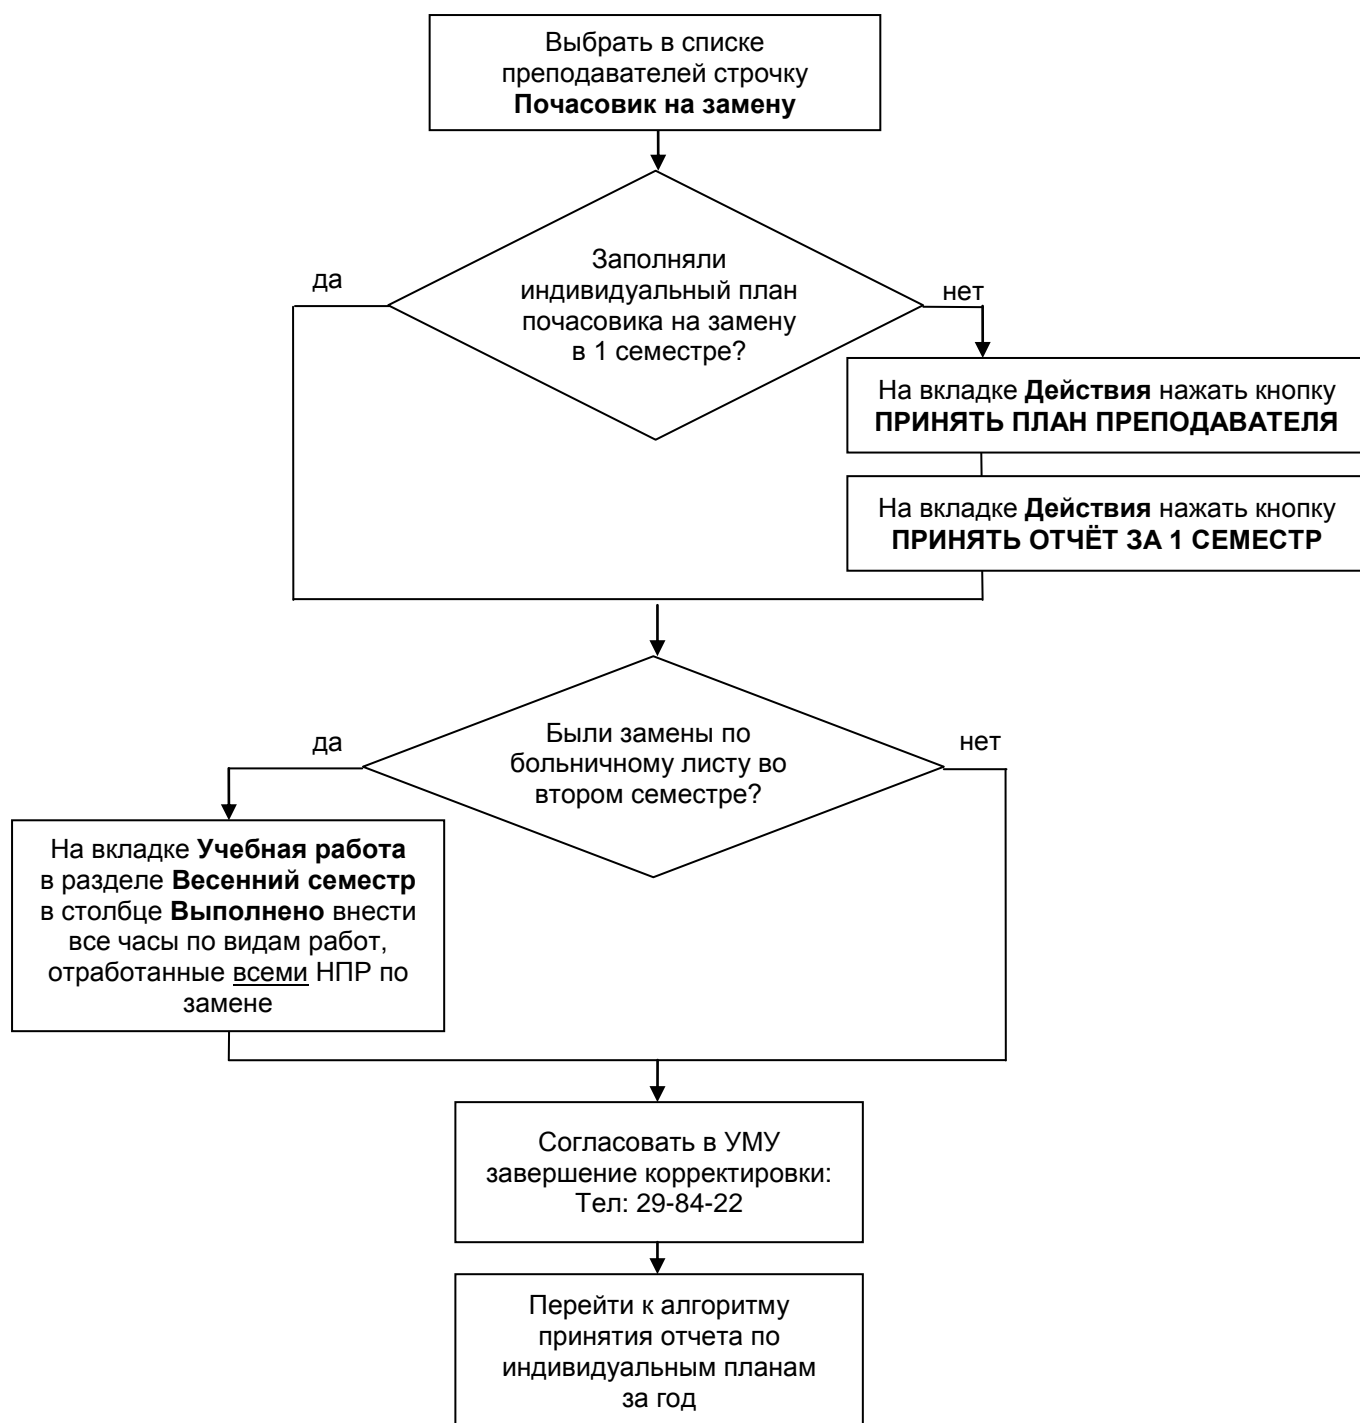 Выбрать в списке
преподавателей строчку
Почасовик на замену
Заполняли
индивидуальный план
почасовика на замену
в 1 семестре?
да
нет
На вкладке Действия нажать кнопку
ПРИНЯТЬ ПЛАН ПРЕПОДАВАТЕЛЯ
На вкладке Действия нажать кнопку
ПРИНЯТЬ ОТЧЁТ ЗА 1 СЕМЕСТР
Были замены по
больничному листу во
втором семестре?
да
нет
На вкладке Учебная работа
в разделе Весенний семестр
в столбце Выполнено внести
все часы по видам работ,
отработанные всеми НПР по
замене
Согласовать в УМУ
завершение корректировки:
Тел: 29-84-22
Перейти к алгоритму
принятия отчета по
индивидуальным планам
за год